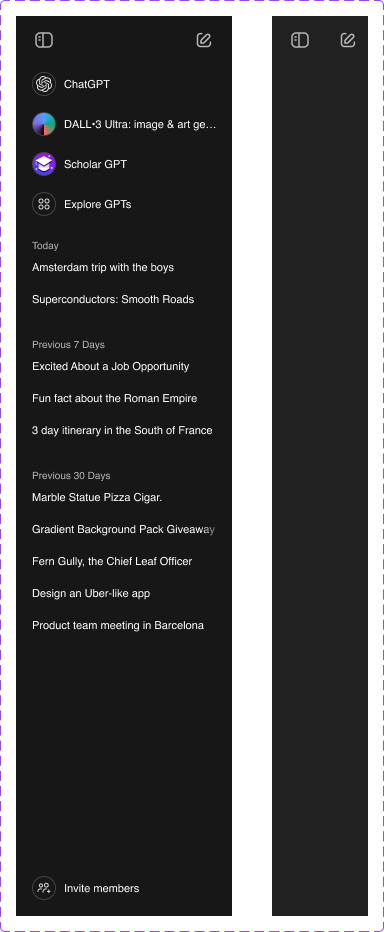 ChatGPT
DALL•3 Ultra: image & art ge…
Scholar GPT
Explore GPTs
Today
Amsterdam trip with the boys
Superconductors: Smooth Roads
Previous 7 Days
Excited About a Job Opportunity
Fun fact about the Roman Empire
3 day itinerary in the South of France
Previous 30 Days
Marble Statue Pizza Cigar.
Gradient Background Pack Giveaway
Fern Gully, the Chief Leaf Officer
Design an Uber-like app
Product team meeting in Barcelona
Invite members